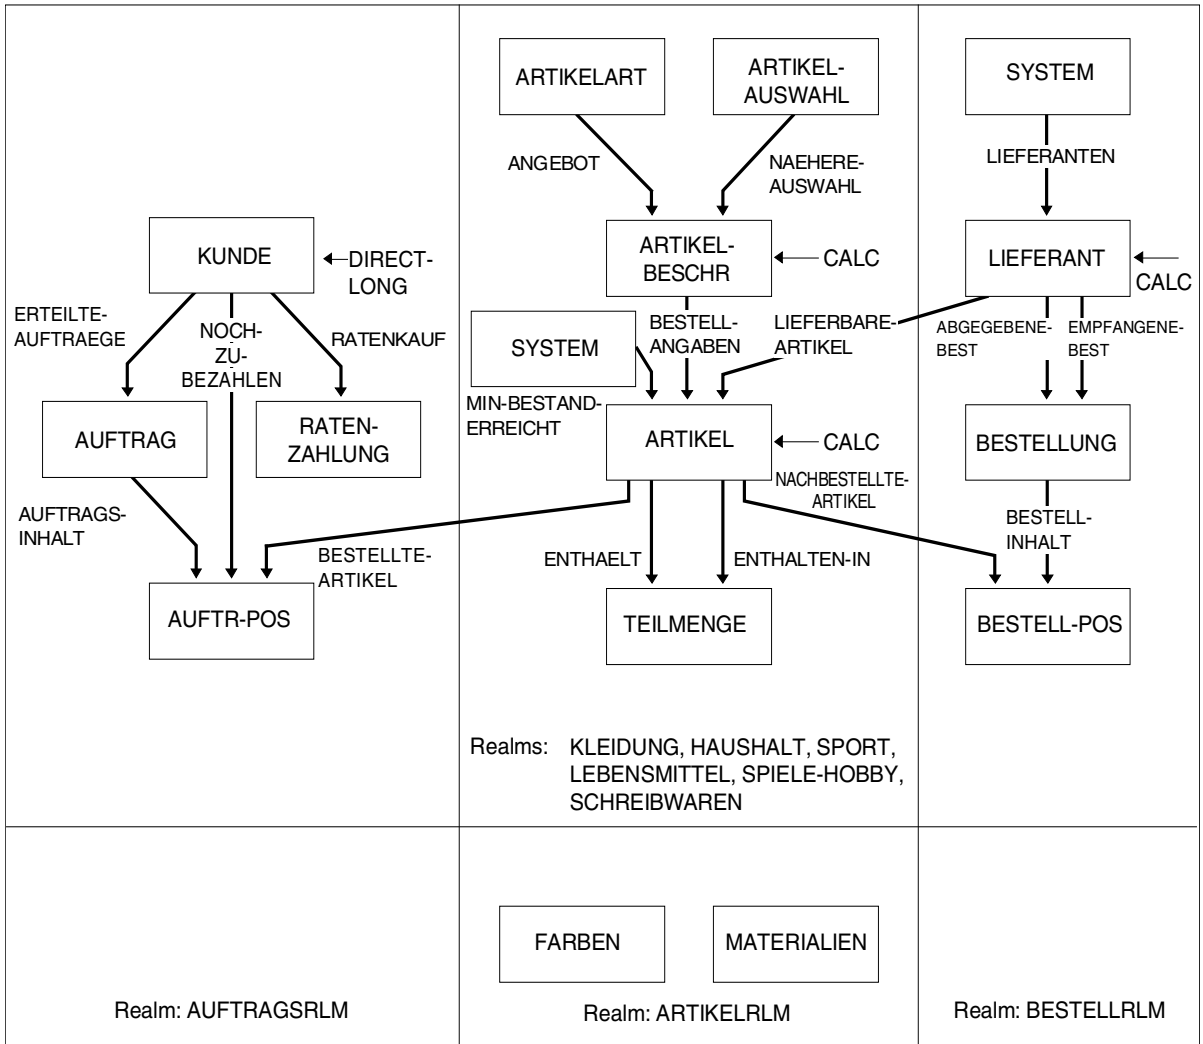 ARTIKELART
ARTIKEL-
AUSWAHL
SYSTEM
ANGEBOT
NAEHERE-
AUSWAHL
LIEFERANTEN
KUNDE
DIRECT-
LONG
ARTIKEL-
BESCHR
CALC
LIEFERANT
CALC
ERTEILTE-
AUFTRAEGE
NOCH-
ZU-
BEZAHLEN
RATENKAUF
SYSTEM
BESTELL-
ANGABEN
LIEFERBARE-
ARTIKEL
ABGEGEBENE-
BEST
EMPFANGENE-
BEST
MIN-BESTAND-
ERREICHT
AUFTRAG
RATEN-
ZAHLUNG
ARTIKEL
CALC
BESTELLUNG
NACHBESTELLTE-
ARTIKEL
AUFTRAGS-
INHALT
BESTELLTE-
ARTIKEL
ENTHAELT
ENTHALTEN-IN
BESTELL-
INHALT
AUFTR-POS
TEILMENGE
BESTELL-POS
Realms: KLEIDUNG, HAUSHALT, SPORT,
LEBENSMITTEL, SPIELE-HOBBY,
SCHREIBWAREN
FARBEN
MATERIALIEN
Realm: AUFTRAGSRLM
Realm: ARTIKELRLM
Realm: BESTELLRLM